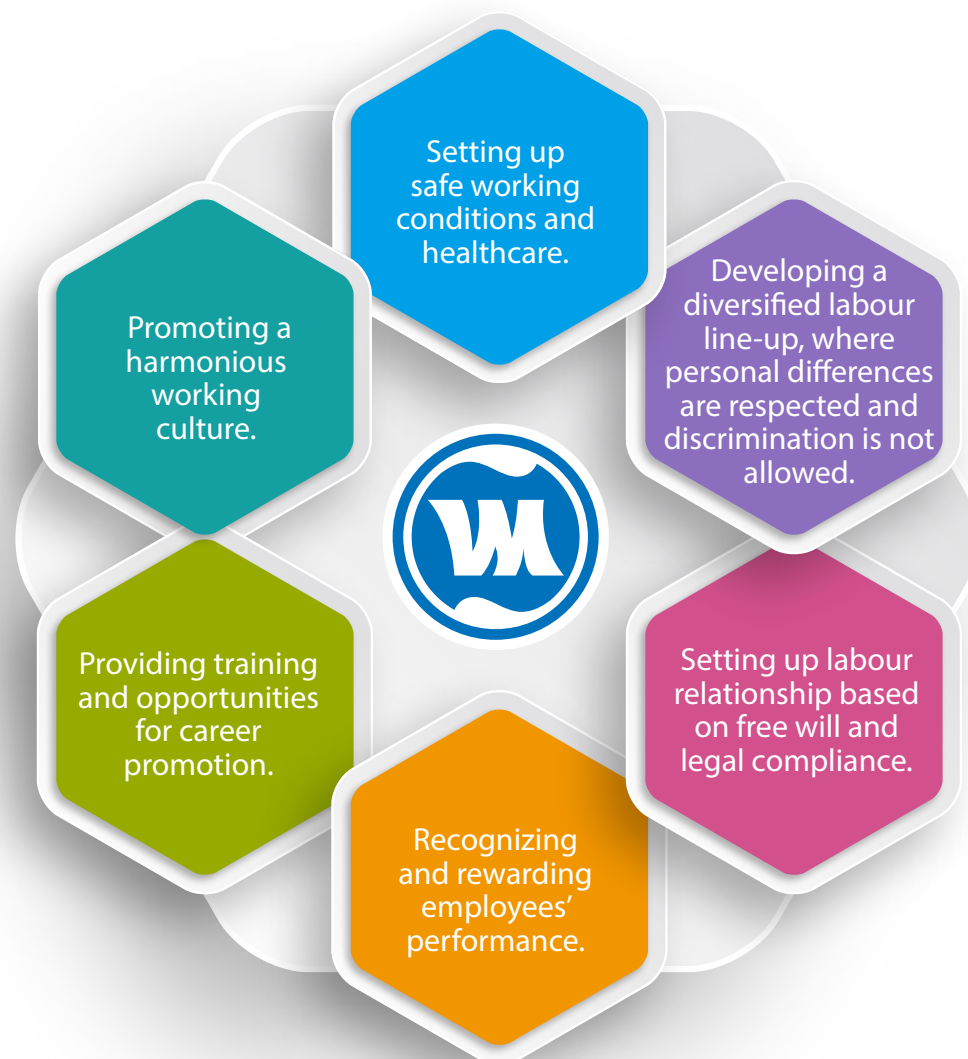 Setting up
safe working
conditions and
healthcare.
Developing a
diversified labour
line-up, where
personal differences
are respected and
discrimination is not
allowed.
Setting up labour
relationship based
on free will and
legal compliance.
Recognizing
and rewarding
employees’
performance.
Providing training
and opportunities
for career
promotion.
Promoting a
harmonious
working
culture.
VM